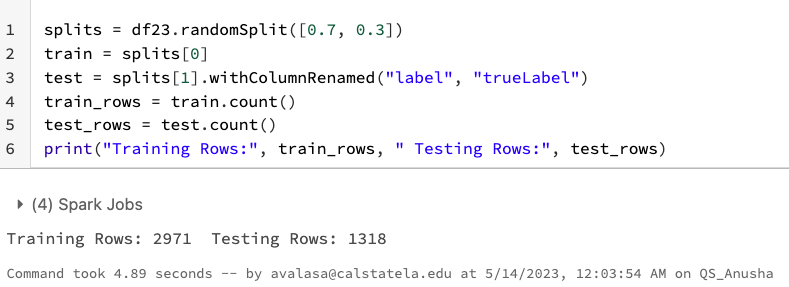 1 splits = df23.randomSplit([0.7, 0.3])
2 train = splits[0]
3 test = splits[1].withColumnRenamed("label", "trueLabel")
4 train_rows = train.count()
5 test_rows = test.count()
6 print("Training Rows:", train_rows, " Testing Rows:", test_rows)
(4) Spark Jobs
Training Rows: 2971  Testing Rows: 1318
Command took 4.89 seconds -- by avalasa@calstatela.edu at 5/14/2023, 12:03:54 AM on QS_Anusha